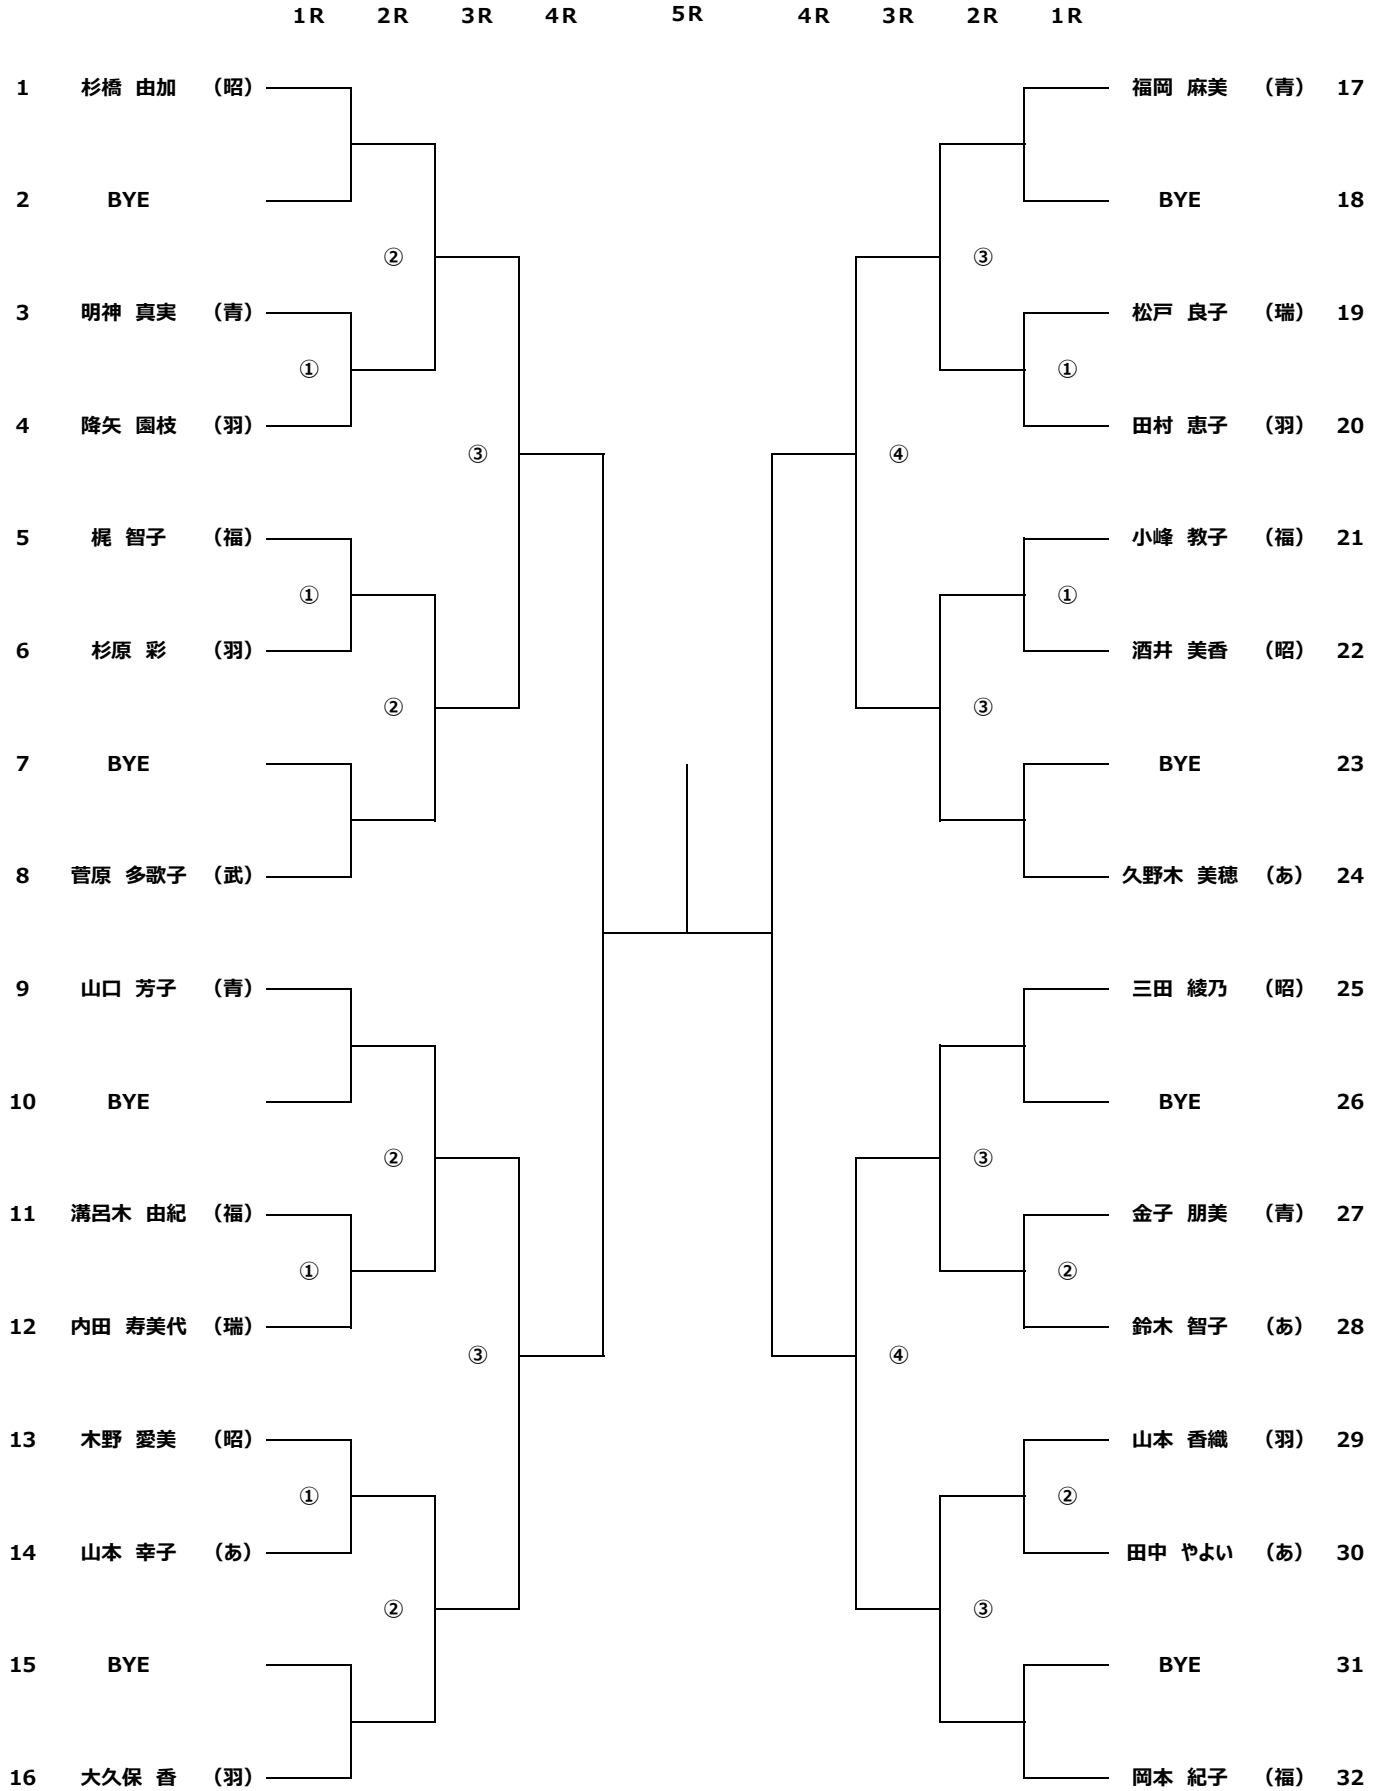 1R 2R 3R 4R 5R 4R 3R 2R 1R
1 杉橋 由加 （昭） 福岡 麻美 （青） 17
2 BYE BYE 18
② ③
3 明神 真実 （青） 松戸 良子 （瑞） 19
① ①
4 降矢 園枝 （羽） 田村 恵子 （羽） 20
③ ④
5 梶 智子 （福） 小峰 教子 （福） 21
① ①
6 杉原 彩 （羽） 酒井 美香 （昭） 22
② ③
7 BYE BYE 23
8 菅原 多歌子 （武） 久野木 美穂 （あ） 24
9 山口 芳子 （青） 三田 綾乃 （昭） 25
10 BYE BYE 26
② ③
11 溝呂木 由紀 （福） 金子 朋美 （青） 27
① ②
12 内田 寿美代 （瑞） 鈴木 智子 （あ） 28
③ ④
13 木野 愛美 （昭） 山本 香織 （羽） 29
① ②
14 山本 幸子 （あ） 田中 やよい （あ） 30
② ③
15 BYE BYE 31
16 大久保 香 （羽） 岡本 紀子 （福） 32